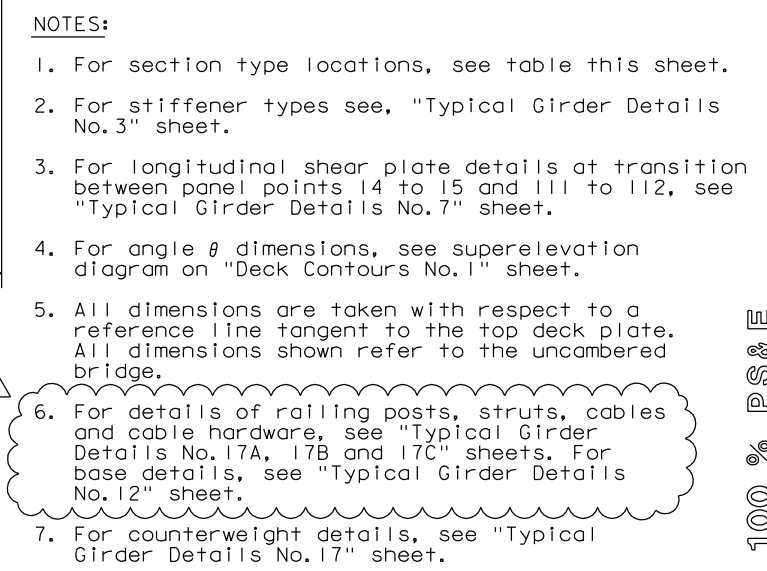 NOTES:
1. For section type locations, see table this sheet.
2. For stiffener types see, "Typical Girder Details
No.3" sheet.
3. For longitudinal shear plate details at transition
between panel points 14 to 15 and 111 to 112, see
"Typical Girder Details No.7" sheet.
4. For angle θ dimensions, see superelevation
diagram on "Deck Contours No.1" sheet.
5. All dimensions are taken with respect to a
reference line tangent to the top deck plate.
All dimensions shown refer to the uncambered
bridge.
6. For details of railing posts, struts, cables
and cable hardware, see "Typical Girder
Details No.17A, 17B and 17C" sheets. For
base details, see "Typical Girder Details
No.12" sheet.
7. For counterweight details, see "Typical
Girder Details No.17" sheet.
100 % PS&E